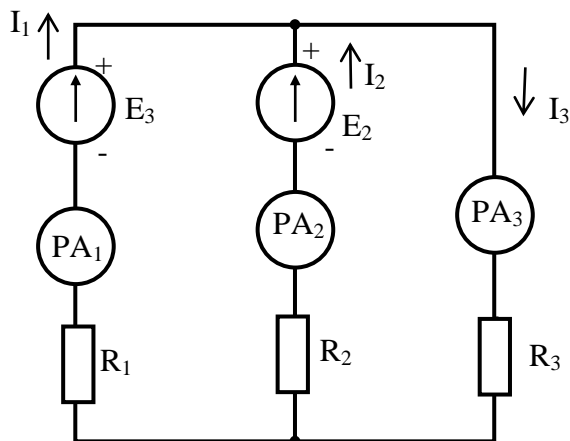 I₁
+
E₃
-
PA₁
R₁
+
I₂
E₂
-
PA₂
R₂
I₃
PA₃
R₃